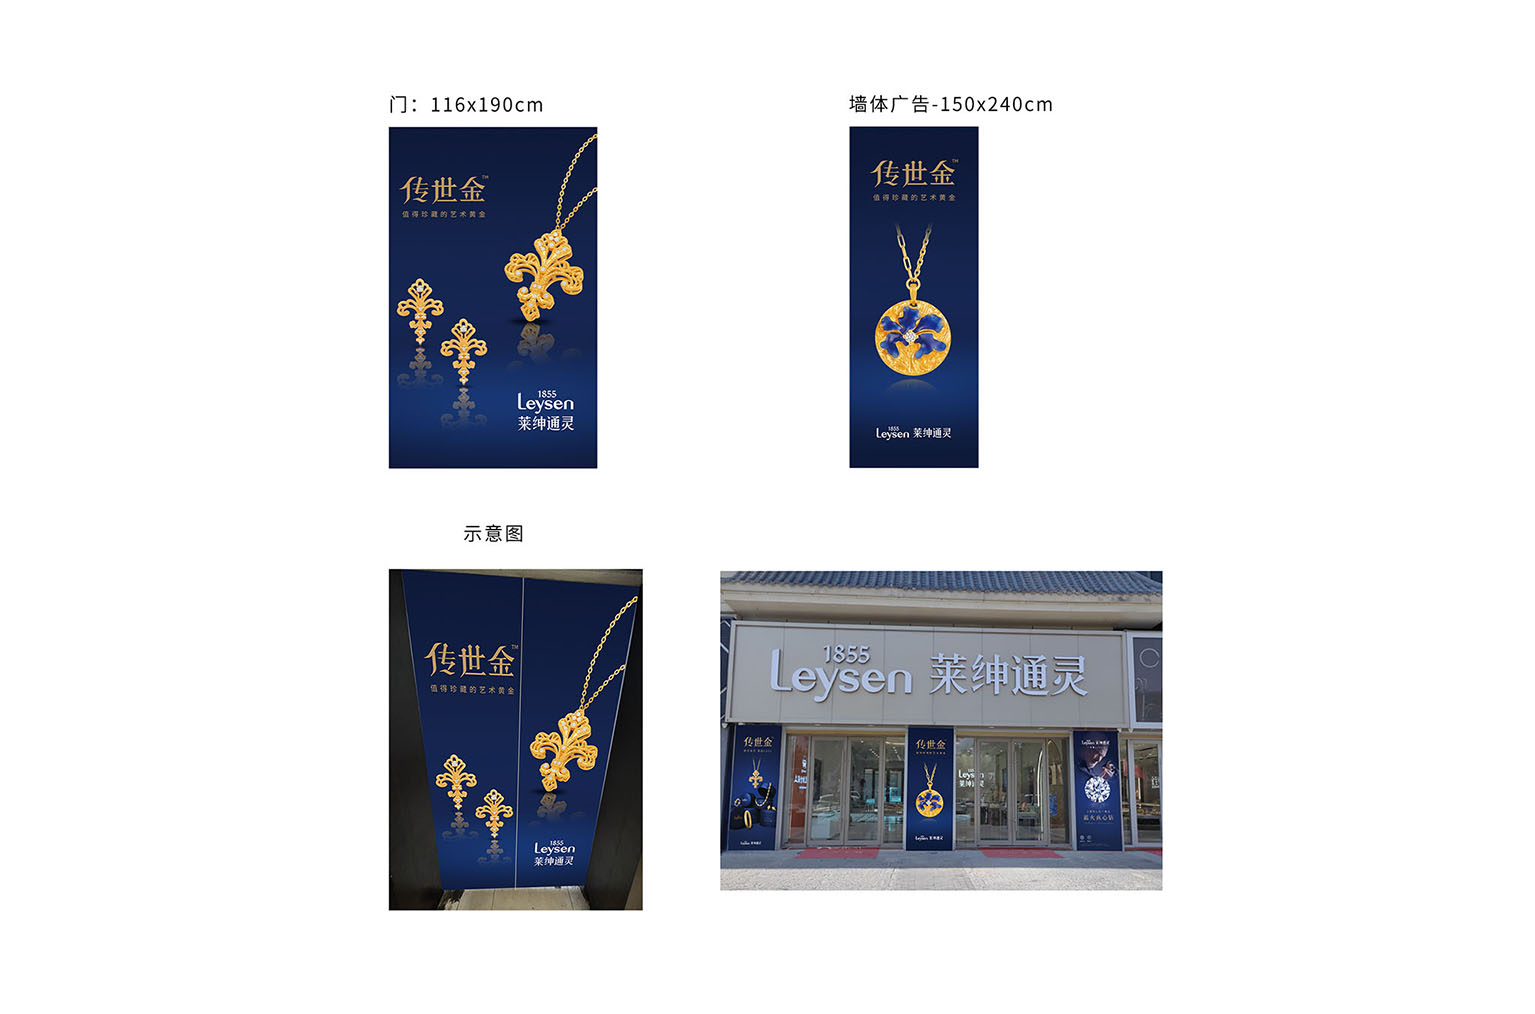 门：116x190cm
墙体广告-150x240cm
传世金™
值得珍藏的艺术黄金
1855
Leysen
莱绅通灵
传世金™
值得珍藏的艺术黄金
1855
Leysen 莱绅通灵
示意图
传世金™
值得珍藏的艺术黄金
1855
Leysen
莱绅通灵
1855
Leysen 莱绅通灵
传世金
传世金
Leysen 莱绅通灵
Leysen
莱绅通灵
Leysen 莱绅通灵